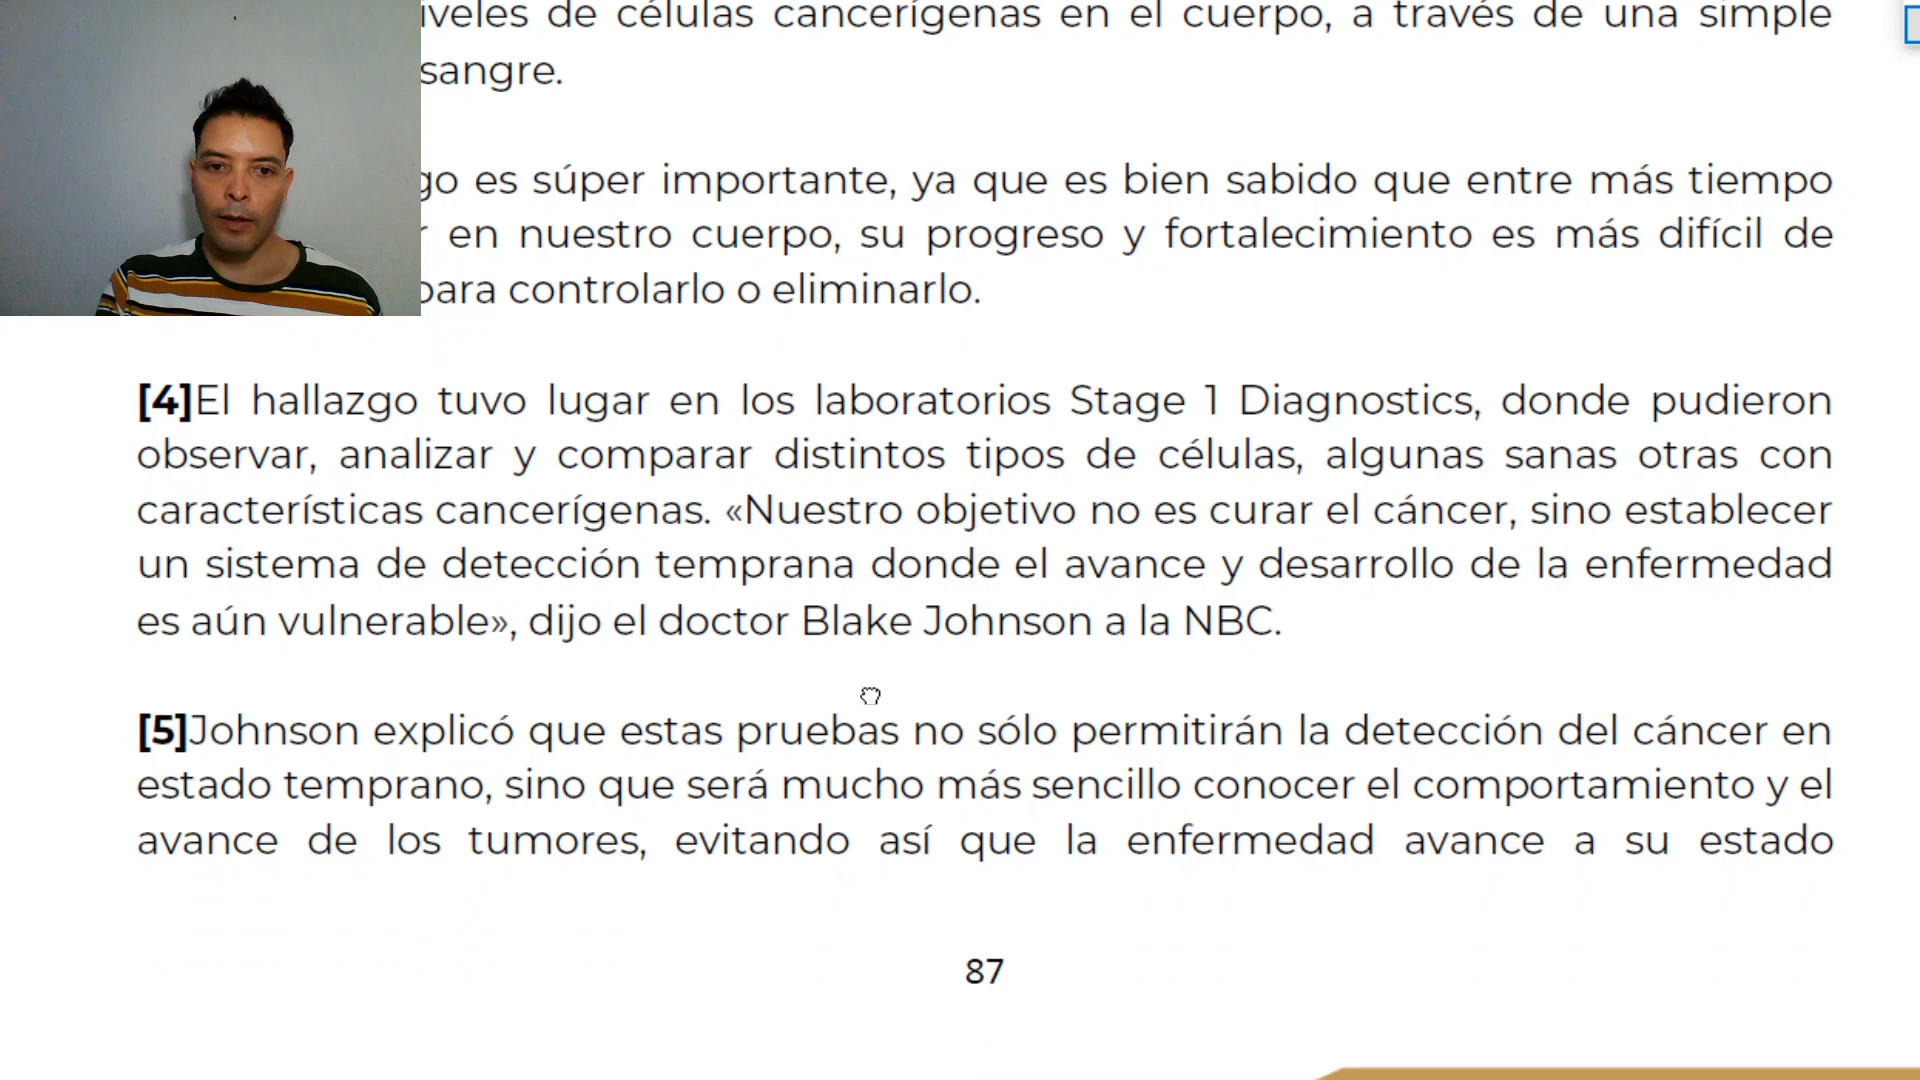 de células cancerígenas en el cuerpo, a través de una simple
sangre.
es súper importante, ya que es bien sabido que entre más tiempo
en nuestro cuerpo, su progreso y fortalecimiento es más difícil de
para controlarlo o eliminarlo.
[4]El hallazgo tuvo lugar en los laboratorios Stage 1 Diagnostics, donde pudieron
observar, analizar y comparar distintos tipos de células, algunas sanas otras con
características cancerígenas. «Nuestro objetivo no es curar el cáncer, sino establecer
un sistema de detección temprana donde el avance y desarrollo de la enfermedad
es aún vulnerable», dijo el doctor Blake Johnson a la NBC.
[5]Johnson explicó que estas pruebas no sólo permitirán la detección del cáncer en
estado temprano, sino que será mucho más sencillo conocer el comportamiento y el
avance de los tumores, evitando así que la enfermedad avance a su estado
87